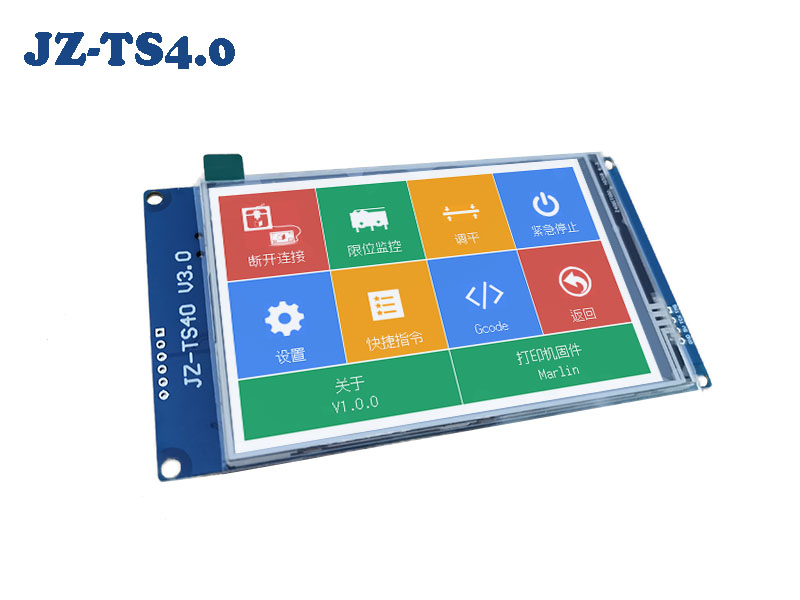 JZ-TS4.0
JZ-TS40 V3.0
断开连接
限位监控
调平
紧急停止
设置
快捷指令
Gcode
返回
关于
V1.0.0
打印机固件
Marlin